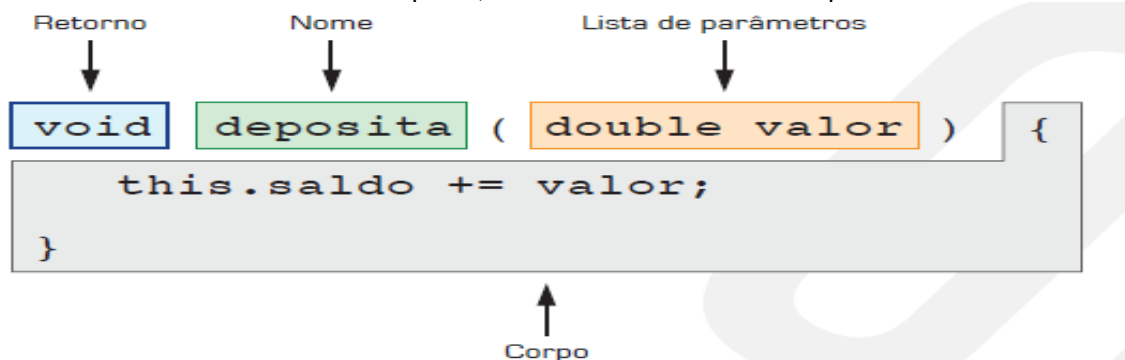 Retorno Nome Lista de parâmetros
void deposita ( double valor ) {
this.saldo += valor;
}
Corpo